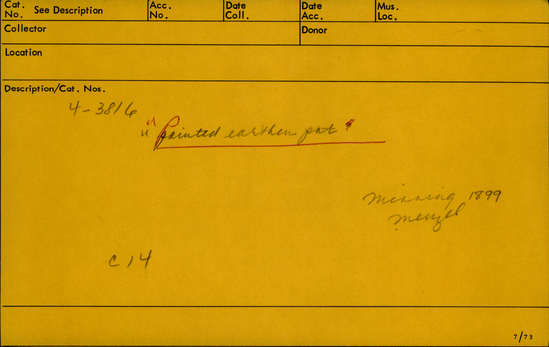 Cat. No. See Description
Acc. No.
Date Coll.
Date Acc.
Mus. Loc.
Collector
Donor
Location
Description/Cat. Nos.
4-3816
"Painted earthen pot"
Missing 1899
Menzel
C 14
7/72